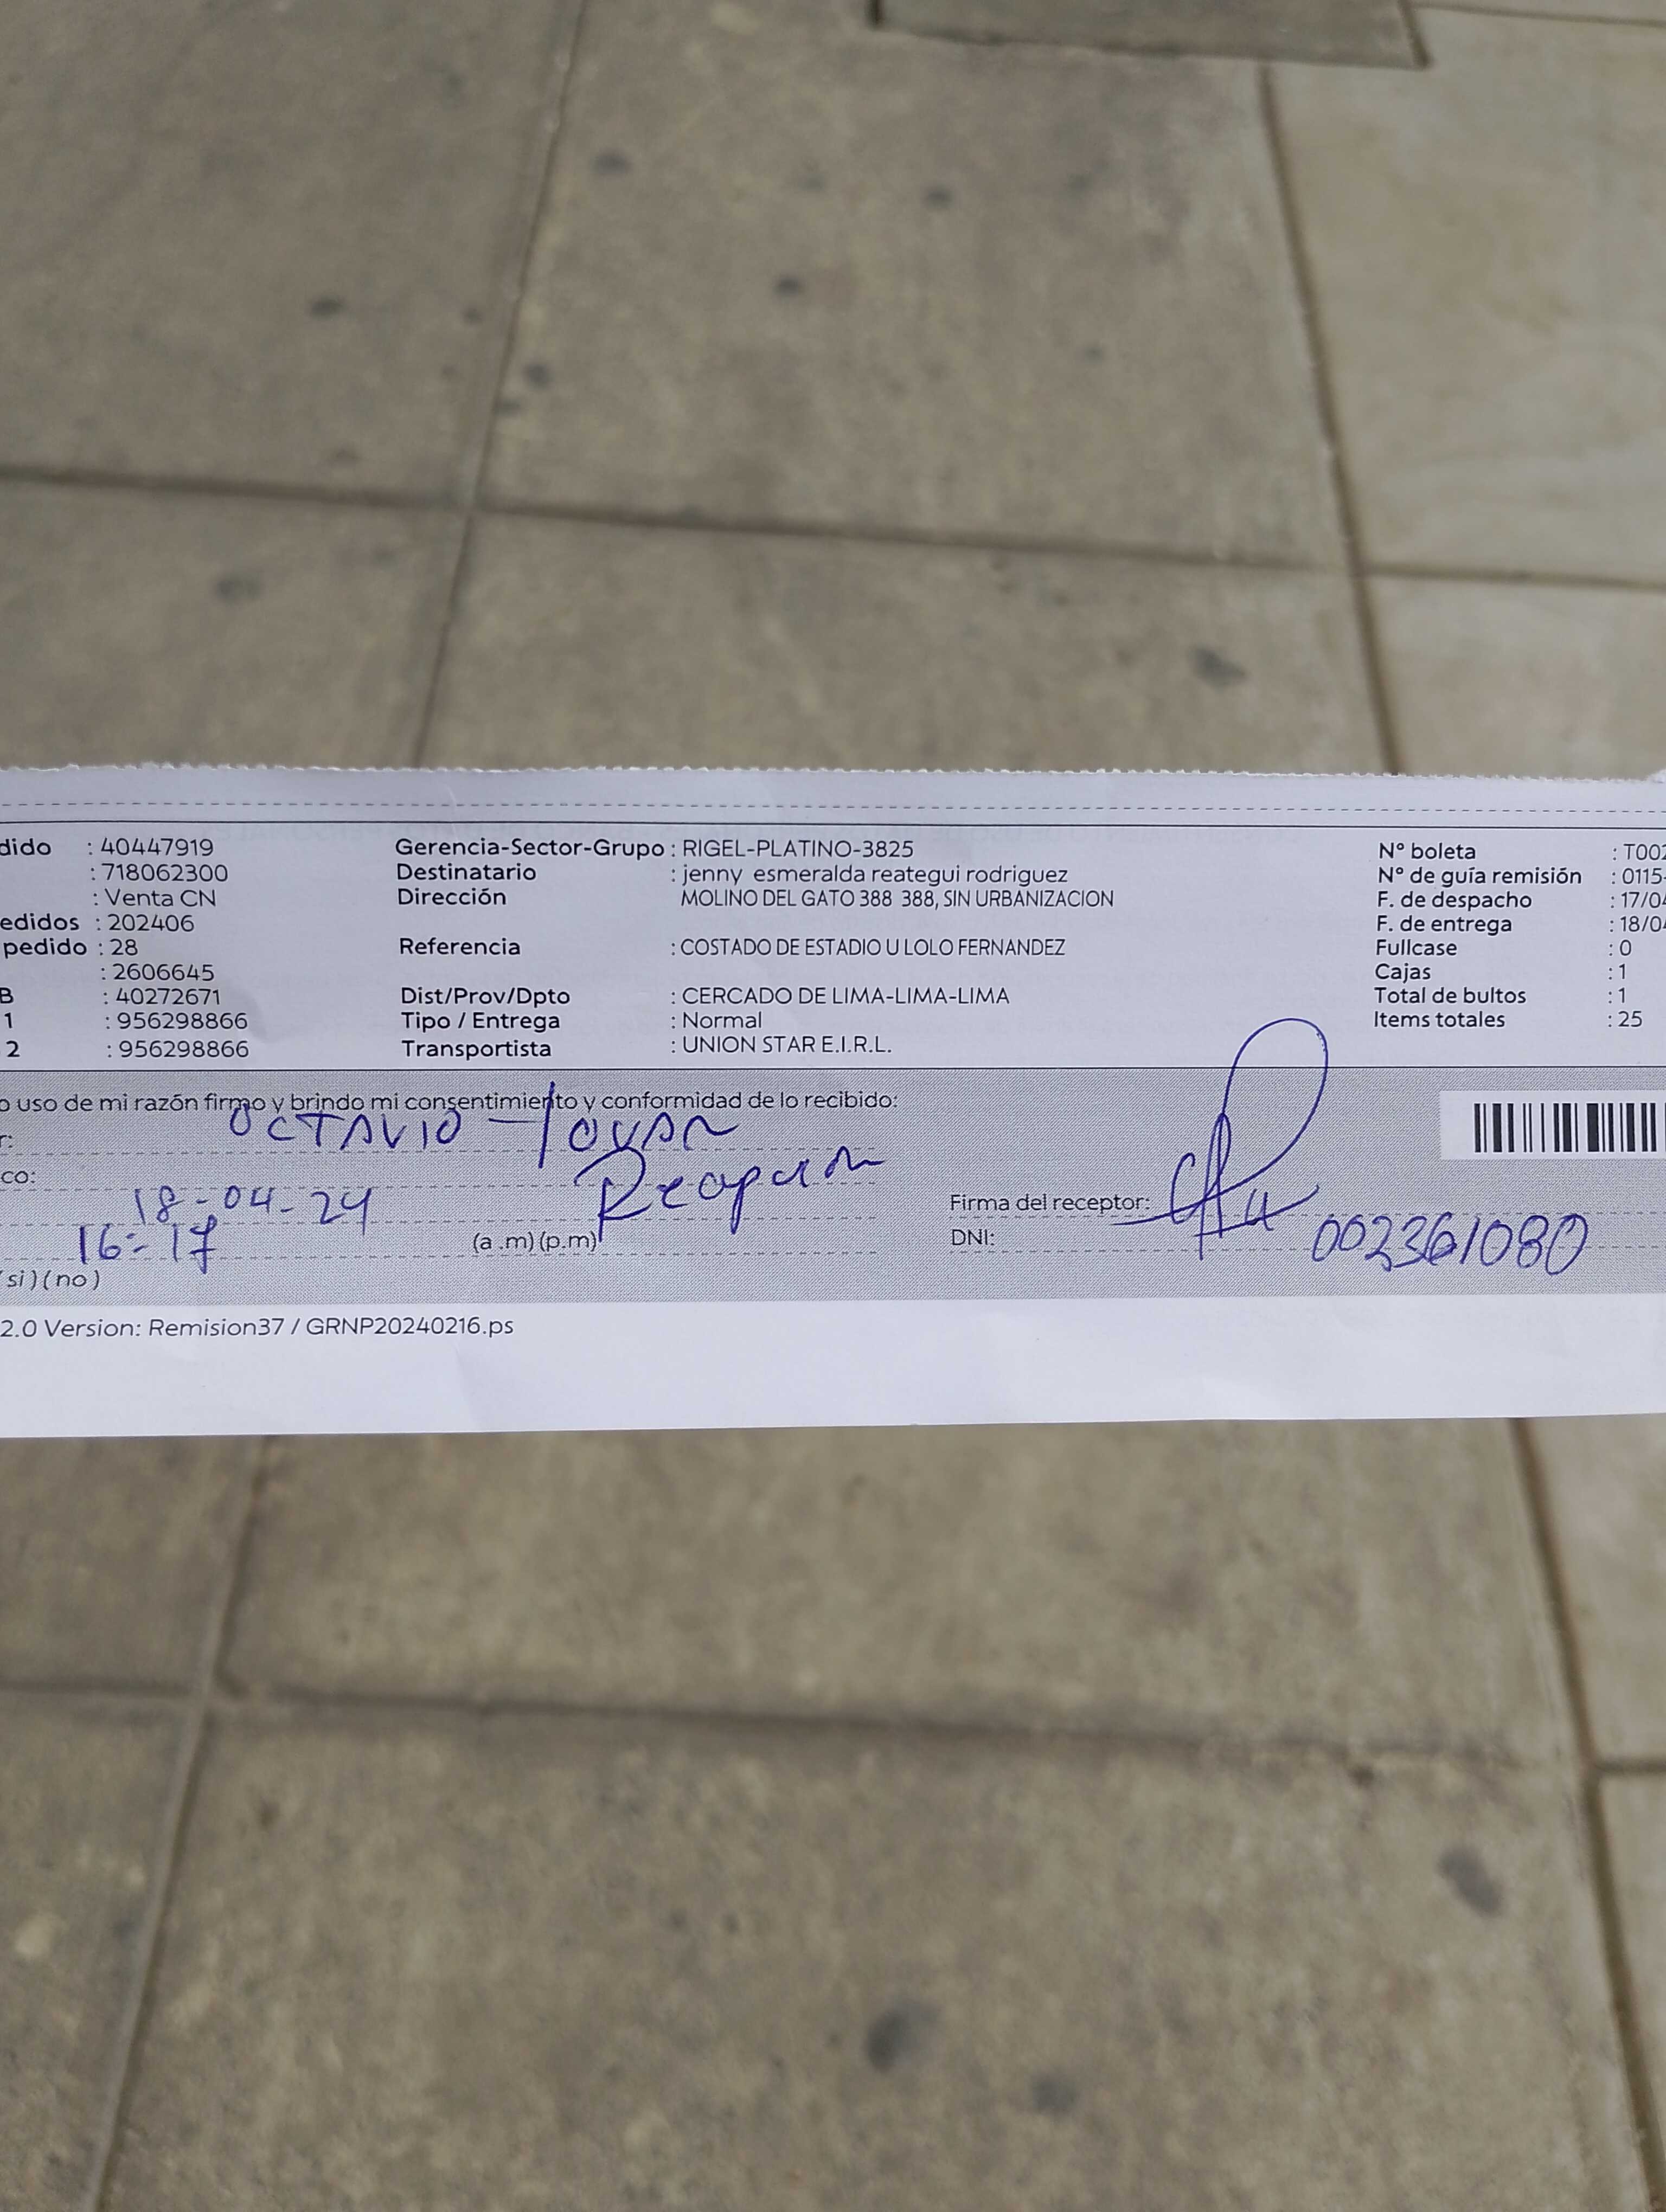 dido : 40447919 Gerencia-Sector-Grupo : RIGEL-PLATINO-3825 N° boleta : T002
: 718062300 Destinatario : jenny esmeralda reategui rodriguez N° de guía remisión : 0115-
: Venta CN Dirección MOLINO DEL GATO 388 388, SIN URBANIZACION F. de despacho : 17/04
edidos : 202406 F. de entrega : 18/04
pedido : 28 Referencia : COSTADO DE ESTADIO U LOLO FERNANDEZ Fullcase : 0
: 2606645 Cajas : 1
B : 40272671 Dist/Prov/Dpto : CERCADO DE LIMA-LIMA-LIMA Total de bultos : 1
1 : 956298866 Tipo / Entrega : Normal Items totales : 25
2 : 956298866 Transportista : UNION STAR E.I.R.L.
o uso de mi razón firmo y brindo mi consentimiento y conformidad de lo recibido:
r: OCTAVIO
co:
18-04-24 Firma del receptor:
16:17 (a .m) (p.m) DNI: 002361080
(si) (no)
2.0 Version: Remision37 / GRNP20240216.ps